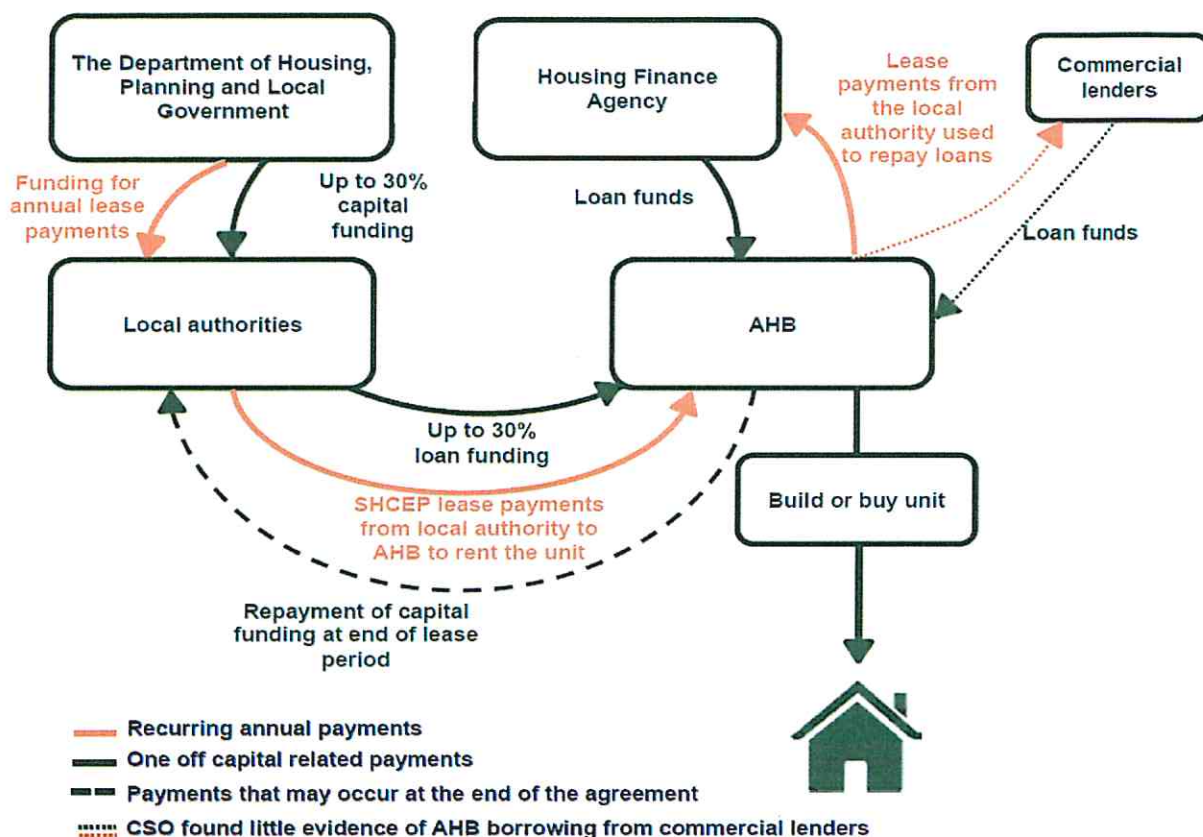 The Department of Housing,
Planning and Local
Government
Housing Finance
Agency
Lease
payments from
the local
authority used
to repay loans
Commercial
lenders
Funding for
annual lease
payments
Up to 30%
capital
funding
Loan funds
Loan funds
Local authorities
AHB
Up to 30%
loan funding
SHCEP lease payments
from local authority to
AHB to rent the unit
Build or buy unit
Repayment of capital
funding at end of lease
period
Recurring annual payments
One off capital related payments
Payments that may occur at the end of the agreement
CSO found little evidence of AHB borrowing from commercial lenders